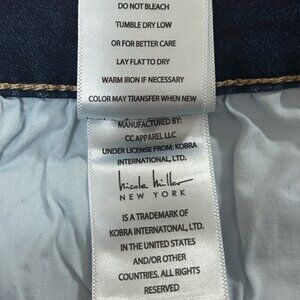 DO NOT BLEACH
TUMBLE DRY LOW
OR FOR BETTER CARE
LAY FLAT TO DRY
WARM IRON IF NECESSARY
COLOR MAY TRANSFER WHEN NEW
MANUFACTURED BY:
CC APPAREL LLC
UNDER LICENSE FROM: KOBRA
INTERNATIONAL, LTD.
nicole miller
NEW YORK
IS A TRADEMARK OF
KOBRA INTERNATONAL, LTD.
IN THE UNITED STATES
AND/OR OTHER
COUNTRIES. ALL RIGHTS
RESERVED